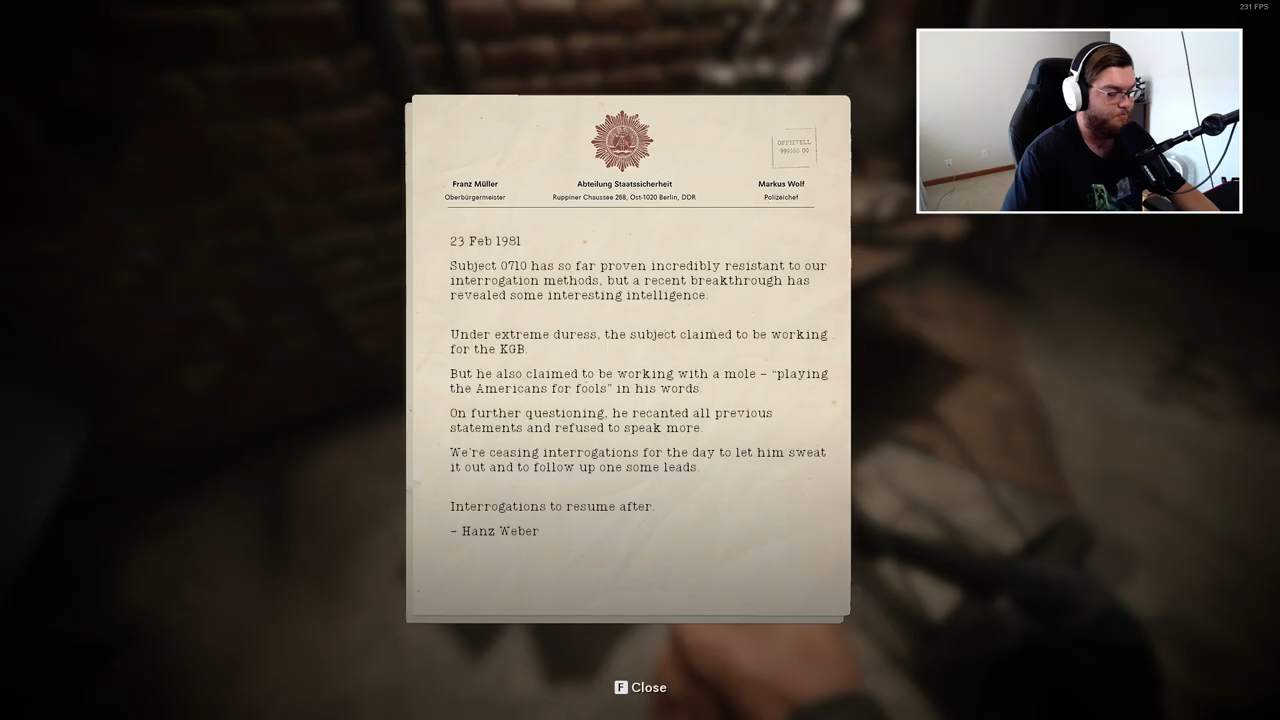 231 FPS
OFFIZIELL
999980 00
Franz Müller
Abteilung Staatssicherheit
Markus Wolf
Oberbürgermeister
Ruppiner Chaussee 268, Ost-1020 Berlin, DDR
Polizeichef
23 Feb 1981
Subject 0710 has so far proven incredibly resistant to our
interrogation methods, but a recent breakthrough has
revealed some interesting intelligence.
Under extreme duress, the subject claimed to be working
for the KGB.
But he also claimed to be working with a mole – “playing
the Americans for fools” in his words.
On further questioning, he recanted all previous
statements and refused to speak more.
We're ceasing interrogations for the day to let him sweat
it out and to follow up one some leads.
Interrogations to resume after.
– Hanz Weber
F Close